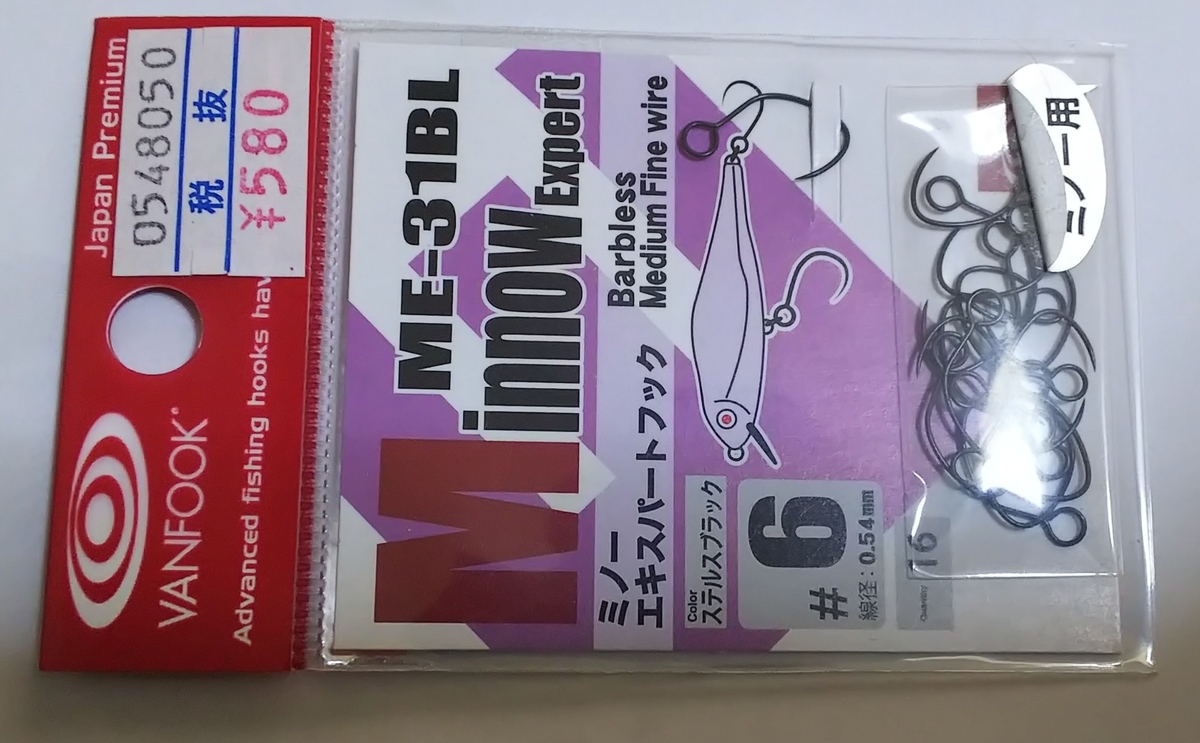 Japan Premium
0548050
税 抜
¥580
VANFOOK
Advanced fishing hooks hav
ME-31BL
Minnow Expert
Barbless
Medium Fine wire
ミノー
エキスパートフック
Color
ステルスブラック
#6
線径:0.54mm
Quantity
16
ミノー用